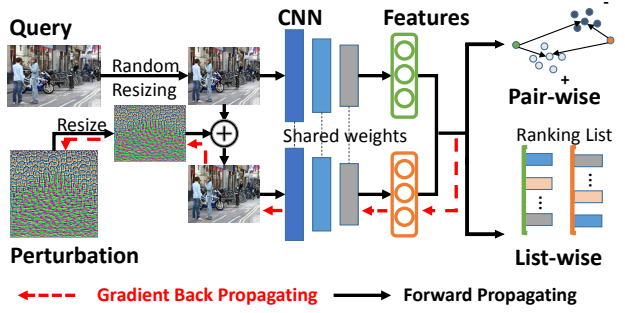 Query
Random
Resizing
CNN
Features
-
+
Pair-wise
Resize
+
Shared weights
Ranking List
...
...
Perturbation
List-wise
Gradient Back Propagating
Forward Propagating